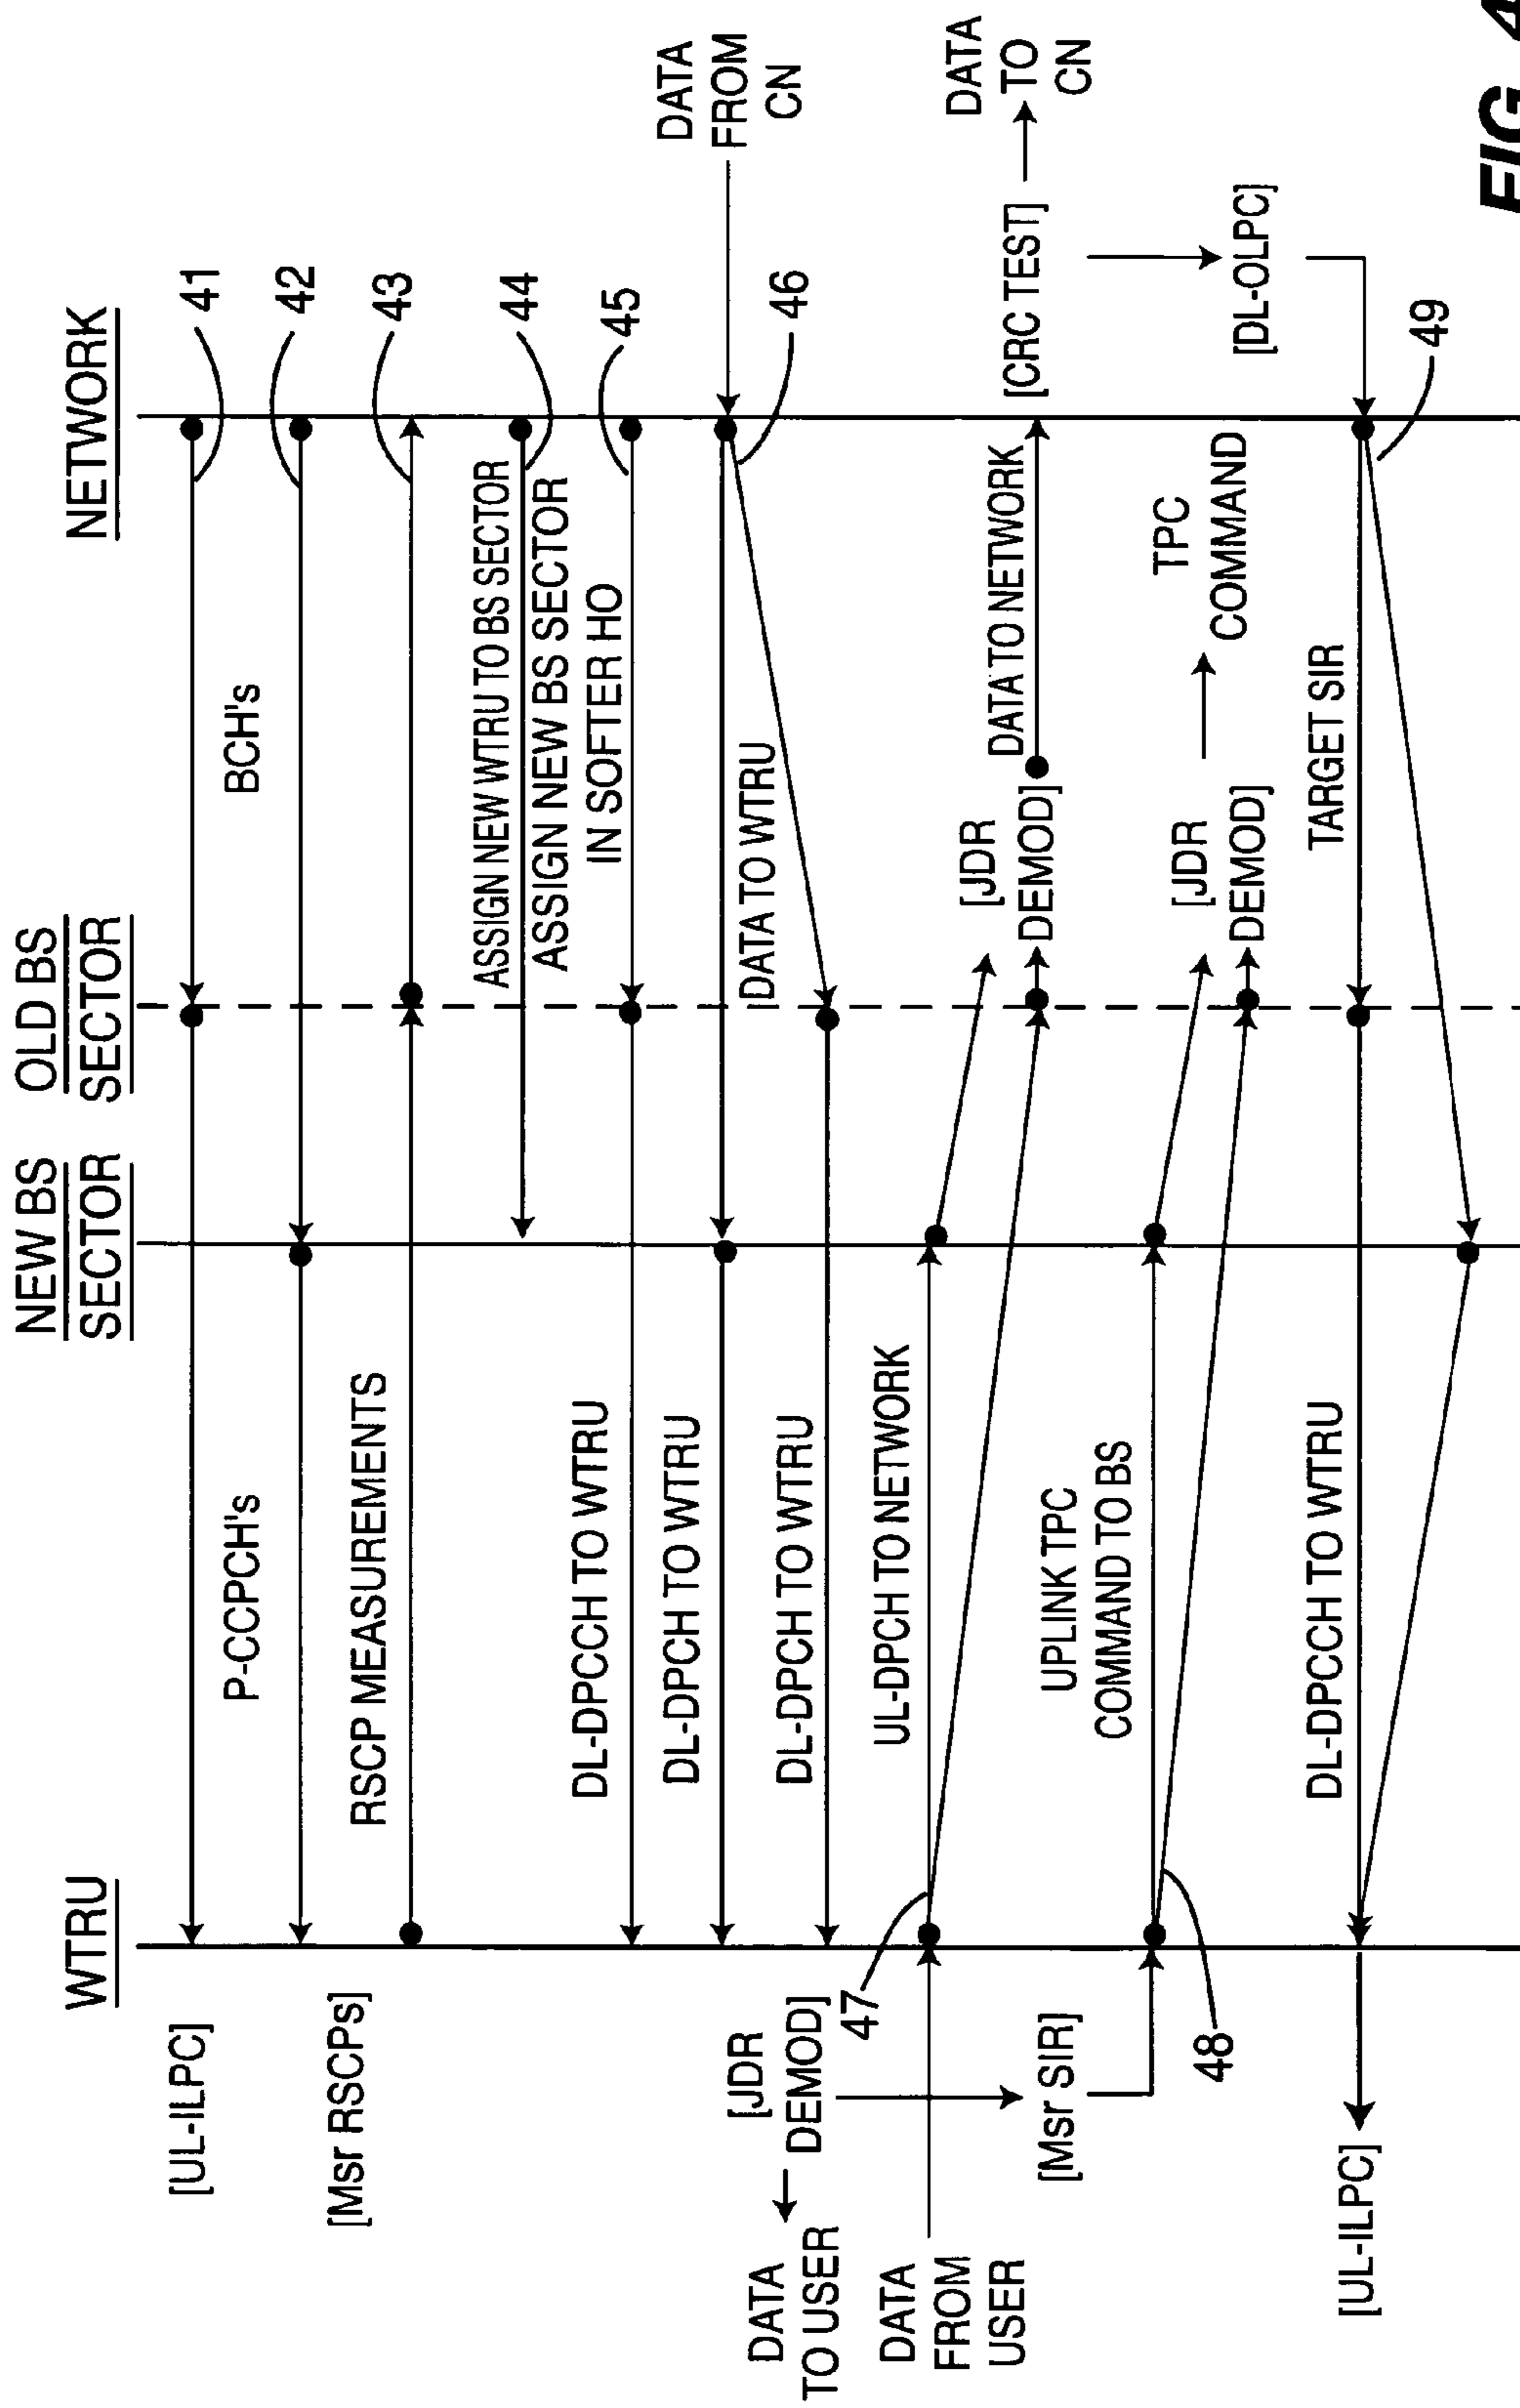 WTRU
NEW BS
SECTOR
OLD BS
SECTOR
NETWORK
[UL-ILPC]
41
P-CCPCH's
BCH's
42
[Msr RSCPs]
RSCP MEASUREMENTS
43
ASSIGN NEW WTRU TO BS SECTOR
44
ASSIGN NEW BS SECTOR
IN SOFTER HO
DL-DPCCH TO WTRU
45
DL-DPCH TO WTRU
DATA
FROM
CN
DATA TO WTRU
46
DL-DPCH TO WTRU
[JDR
DEMOD]
DATA
TO USER
47
DATA
FROM
USER
UL-DPCH TO NETWORK
[JDR
DEMOD]
DATA TO NETWORK
[CRC TEST]
DATA
TO
CN
[Msr SIR]
UPLINK TPC
COMMAND TO BS
48
[JDR
DEMOD]
TPC
COMMAND
[DL-OLPC]
[UL-ILPC]
DL-DPCCH TO WTRU
TARGET SIR
49
FIG. 4